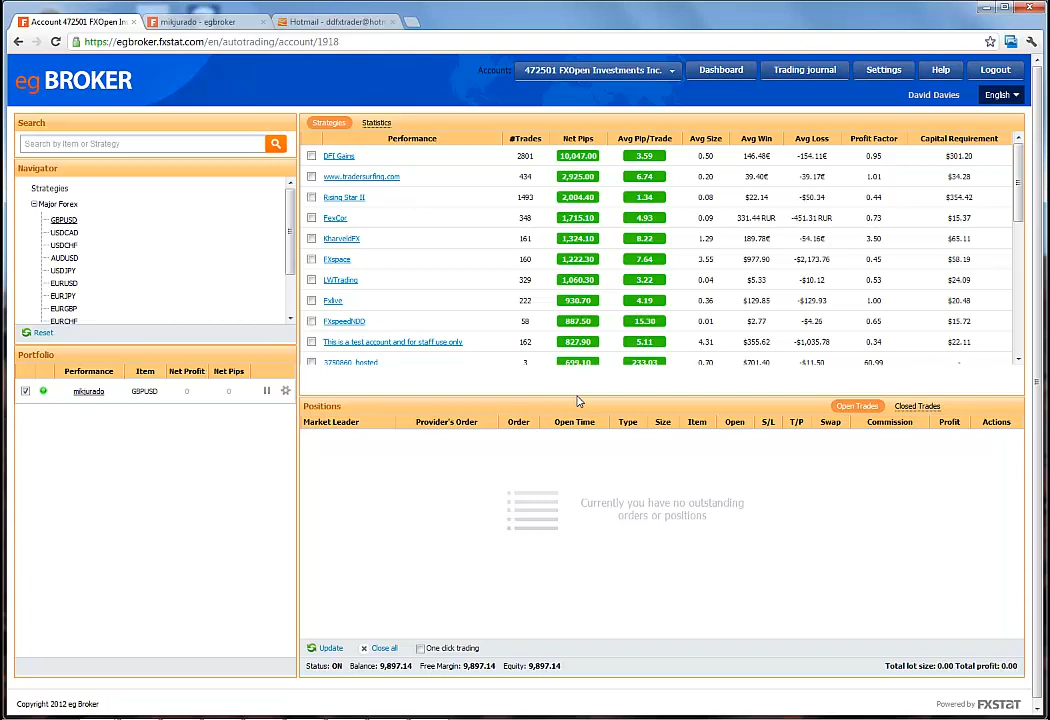 Account 472501 FXOpen In
mikjurado - egbroker
Hotmail - ddfxtrader@hotm
https://egbroker.fxstat.com/en/autotrading/account/1918
eg BROKER
Account: 472501 FXOpen Investments Inc.
Dashboard
Trading journal
Settings
Help
Logout
David Davies
English
Search
Search by Item or Strategy
Navigator
Strategies
Major Forex
GBPUSD
USDCAD
USDCHF
AUDUSD
USDJPY
EURUSD
EURJPY
EURGBP
EURCHF
Reset
Portfolio
Performance Item Net Profit Net Pips
mikjurado GBPUSD 0 0
Strategies Statistics
Performance #Trades Net Pips Avg Pip/Trade Avg Size Avg Win Avg Loss Profit Factor Capital Requirement
DFI Gains 2801 10,047.00 3.59 0.50 146.48€ -154.11€ 0.95 $301.20
www.tradersurfing.com 434 2,925.00 6.74 0.20 39.40€ -39.17€ 1.01 $34.28
Rising Star II 1493 2,004.40 1.34 0.08 $22.14 -$50.34 0.44 $354.42
FexCor 348 1,715.10 4.93 0.09 331.44 RUR -451.31 RUR 0.73 $15.37
KharveldFX 161 1,324.10 8.22 1.29 189.78€ -54.16€ 3.50 $65.11
FXspace 160 1,222.30 7.64 3.55 $977.90 -$2,173.76 0.45 $58.19
LWTrading 329 1,060.30 3.22 0.04 $5.33 -$10.12 0.53 $24.09
Exlive 222 930.70 4.19 0.36 $129.85 -$129.93 1.00 $20.48
FXspeedNDD 58 887.50 15.30 0.01 $2.77 -$4.26 0.65 $15.72
This is a test account and for staff use only. 162 827.90 5.11 4.31 $355.62 -$1,035.78 0.34 $22.11
3750860_hosted 3 699.10 233.03 0.70 $701.40 -$11.50 60.99 -
Positions
Open Trades Closed Trades
Market Leader Provider's Order Order Open Time Type Size Item Open S/L T/P Swap Commission Profit Actions
Currently you have no outstanding
orders or positions
Update Close all One click trading
Status: ON Balance: 9,897.14 Free Margin: 9,897.14 Equity: 9,897.14
Total lot size: 0.00 Total profit: 0.00
Copyright 2012 eg Broker
Powered by FXSTAT